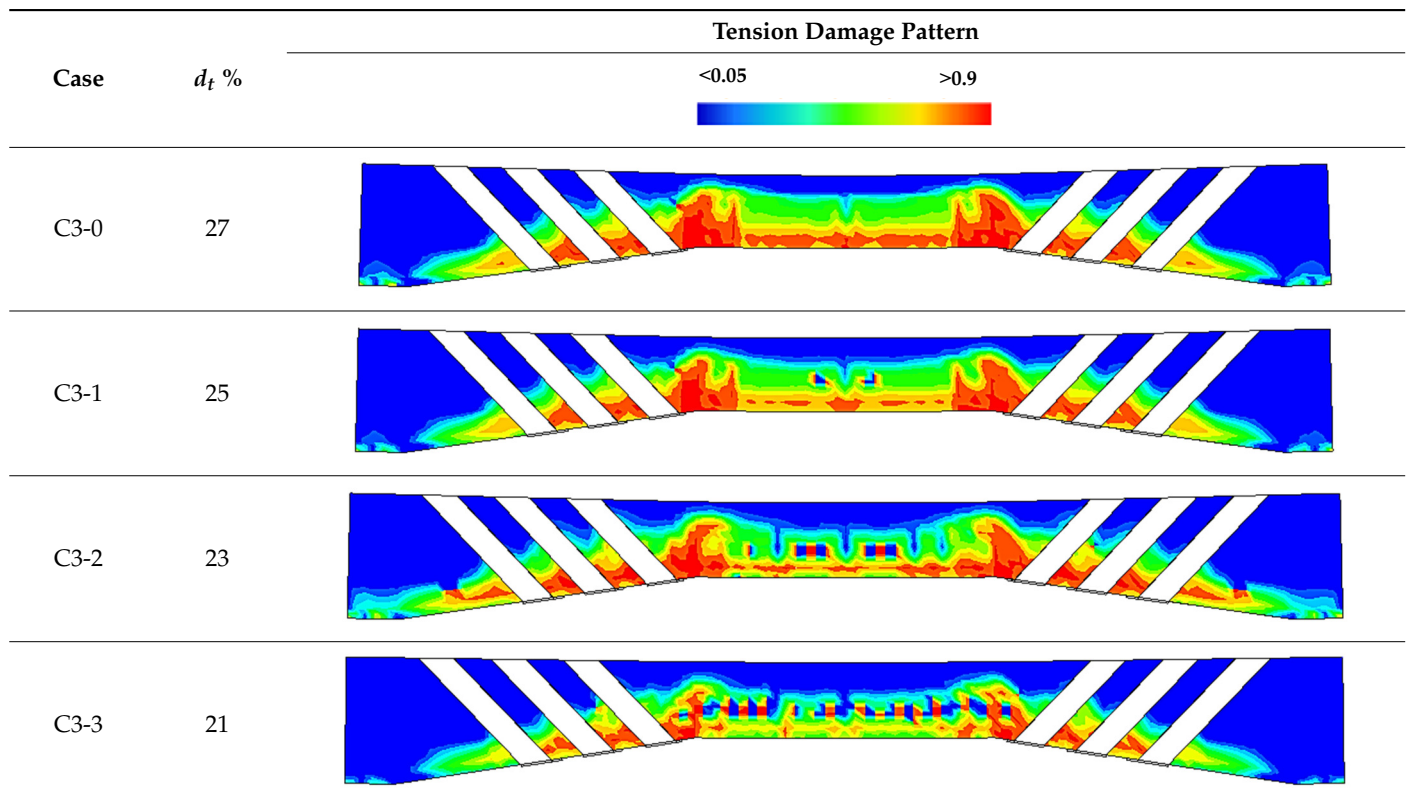 Tension Damage Pattern
Case d_t %
<0.05 >0.9
C3-0 27
C3-1 25
C3-2 23
C3-3 21